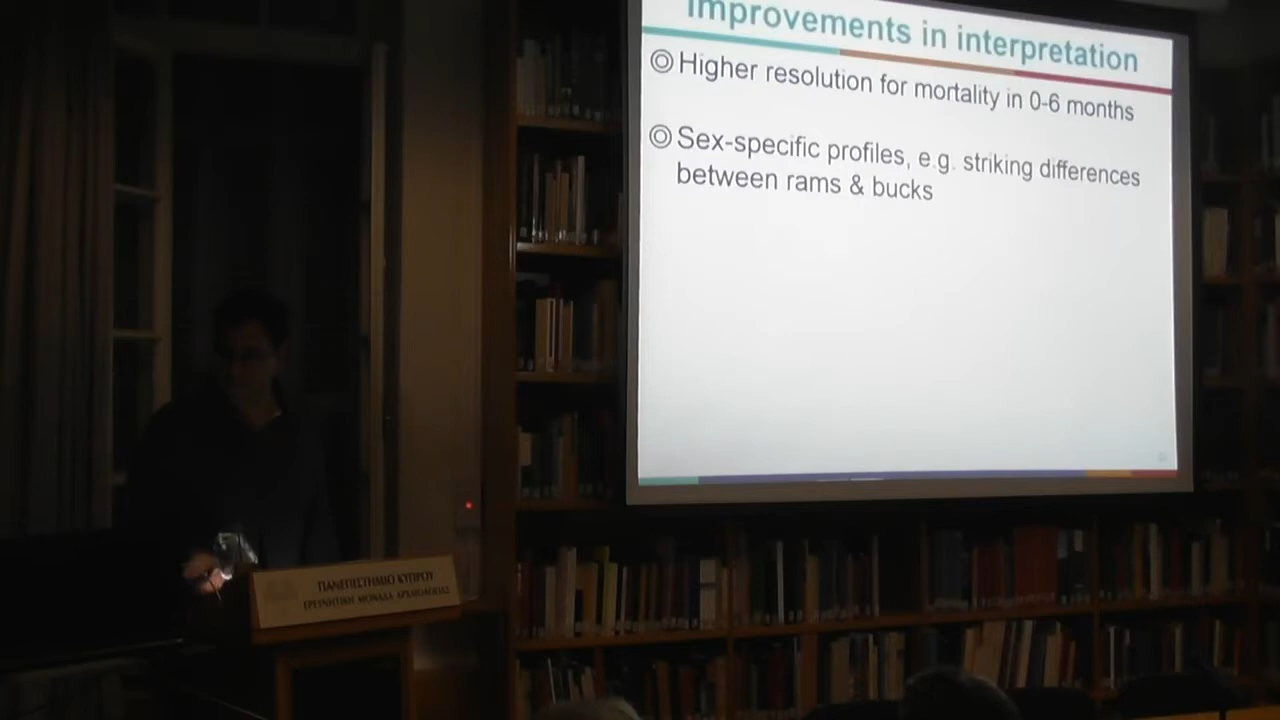 Improvements in interpretation
Higher resolution for mortality in 0-6 months
Sex-specific profiles, e.g. striking differences
between rams & bucks
ΠΑΝΕΠΙΣΤΗΜΙΟ ΚΥΠΡΟΥ
ΕΡΕΥΝΗΤΙΚΗ ΜΟΝΑΔΑ ΑΡΧΑΙΟΛΟΓΙΑΣ